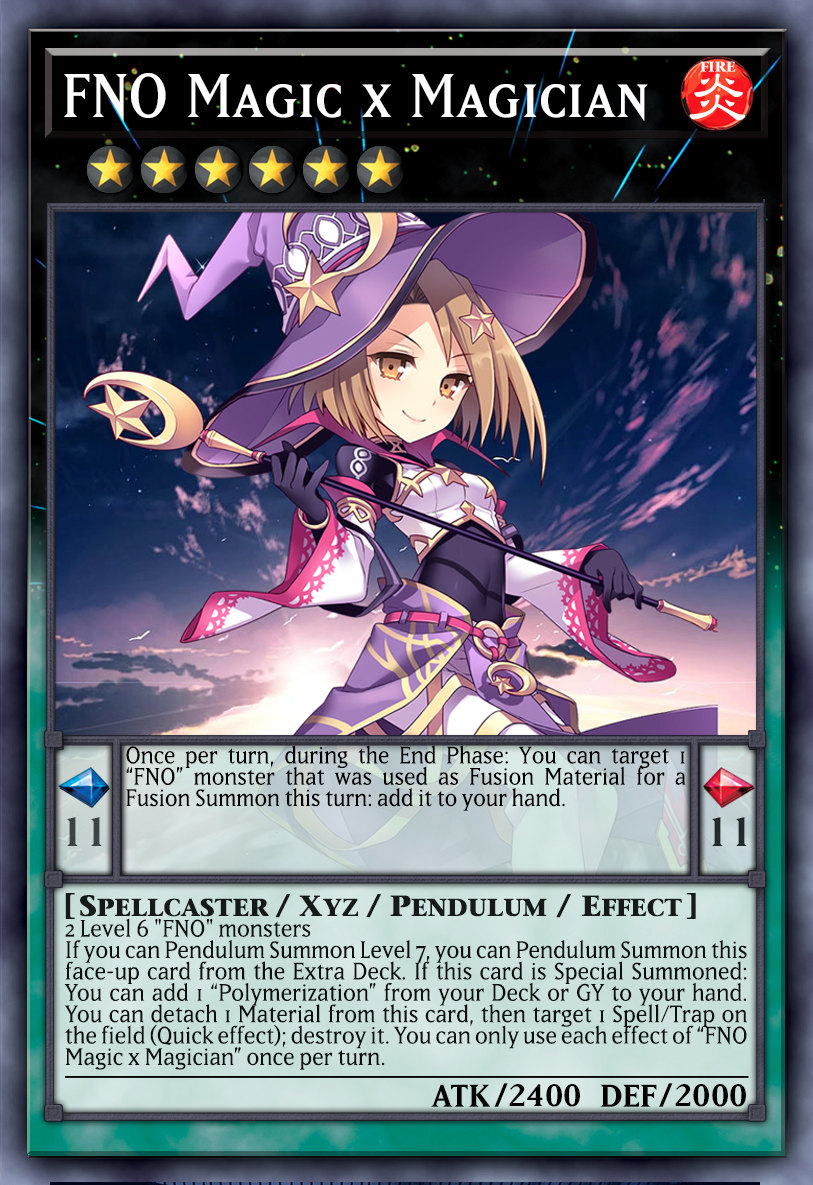 FNO Magic x Magician
FIRE
炎
Once per turn, during the End Phase: You can target 1
“FNO” monster that was used as Fusion Material for a
Fusion Summon this turn: add it to your hand.
11
11
[Spellcaster / Xyz / Pendulum / Effect]
2 Level 6 "FNO" monsters
If you can Pendulum Summon Level 7, you can Pendulum Summon this
face-up card from the Extra Deck. If this card is Special Summoned:
You can add 1 “Polymerization” from your Deck or GY to your hand.
You can detach 1 Material from this card, then target 1 Spell/Trap on
the field (Quick effect); destroy it. You can only use each effect of “FNO
Magic x Magician” once per turn.
ATK/2400 DEF/2000